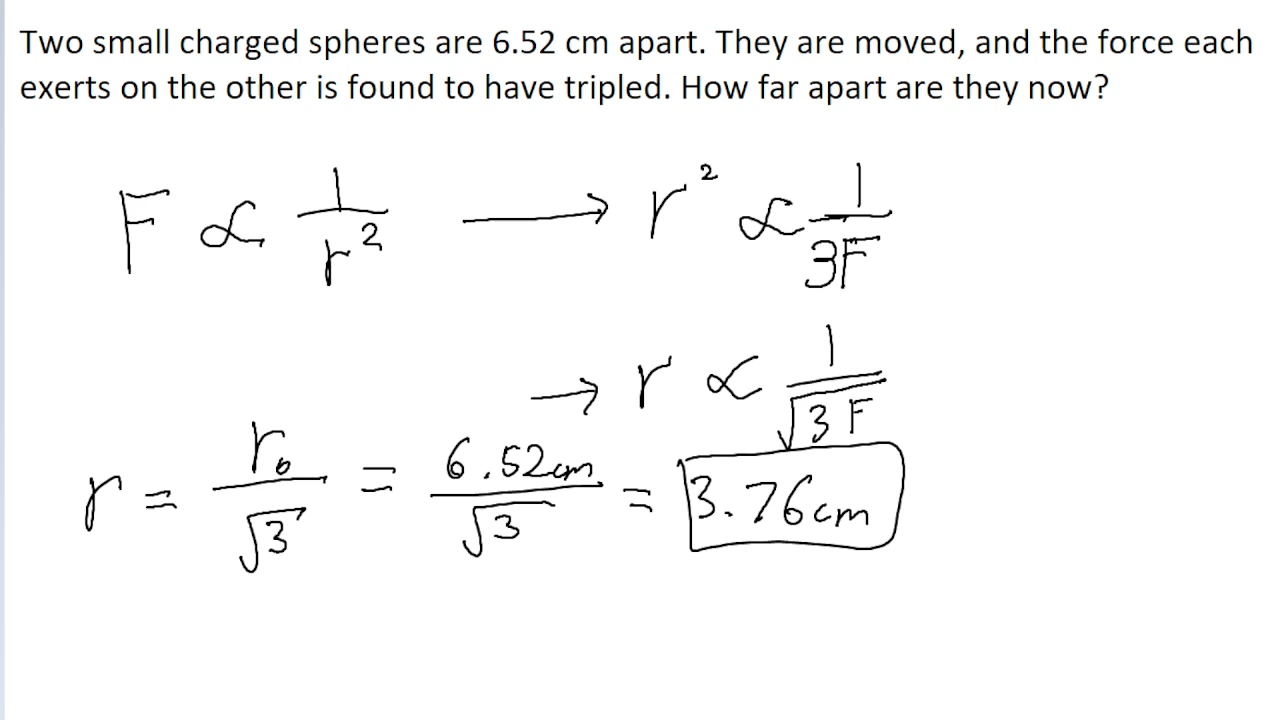 Two small charged spheres are 6.52 cm apart. They are moved, and the force each
exerts on the other is found to have tripled. How far apart are they now?
F ∝ 1/r² → r² ∝ 1/3F
→ r ∝ 1/√3F
r = r₀/√3 = 6.52cm/√3 = 3.76cm